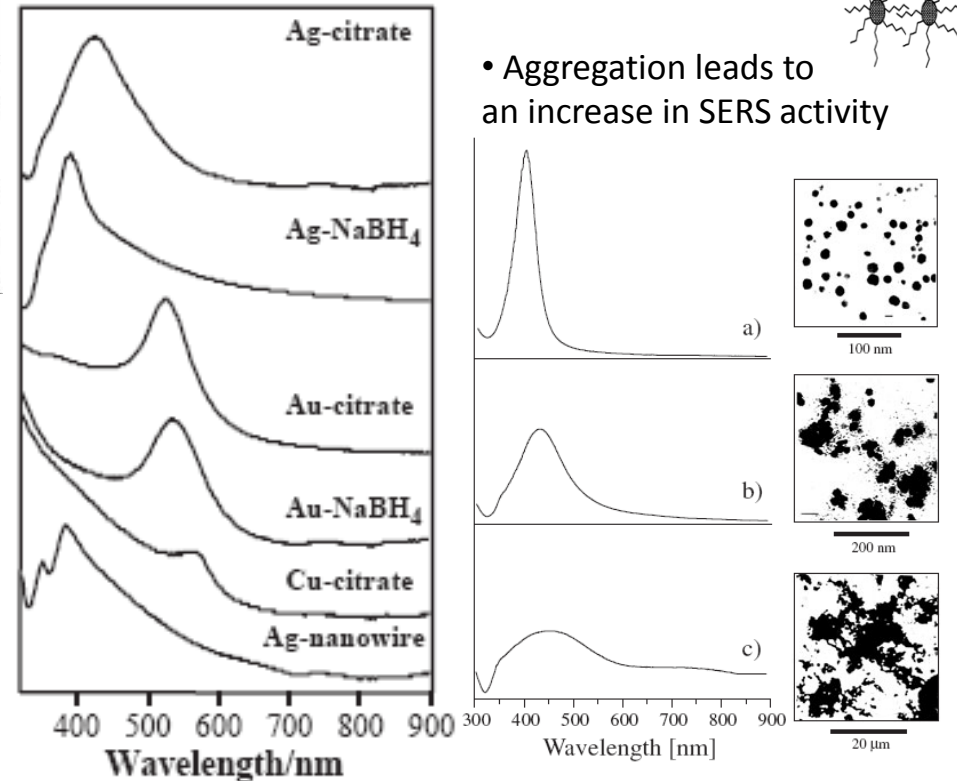 Ag-citrate
Ag-NaBH₄
Au-citrate
Au-NaBH₄
Cu-citrate
Ag-nanowire
400 500 600 700 800 900
Wavelength/nm
• Aggregation leads to
an increase in SERS activity
a)
100 nm
b)
200 nm
c)
20 µm
300 400 500 600 700 800 900
Wavelength [nm]